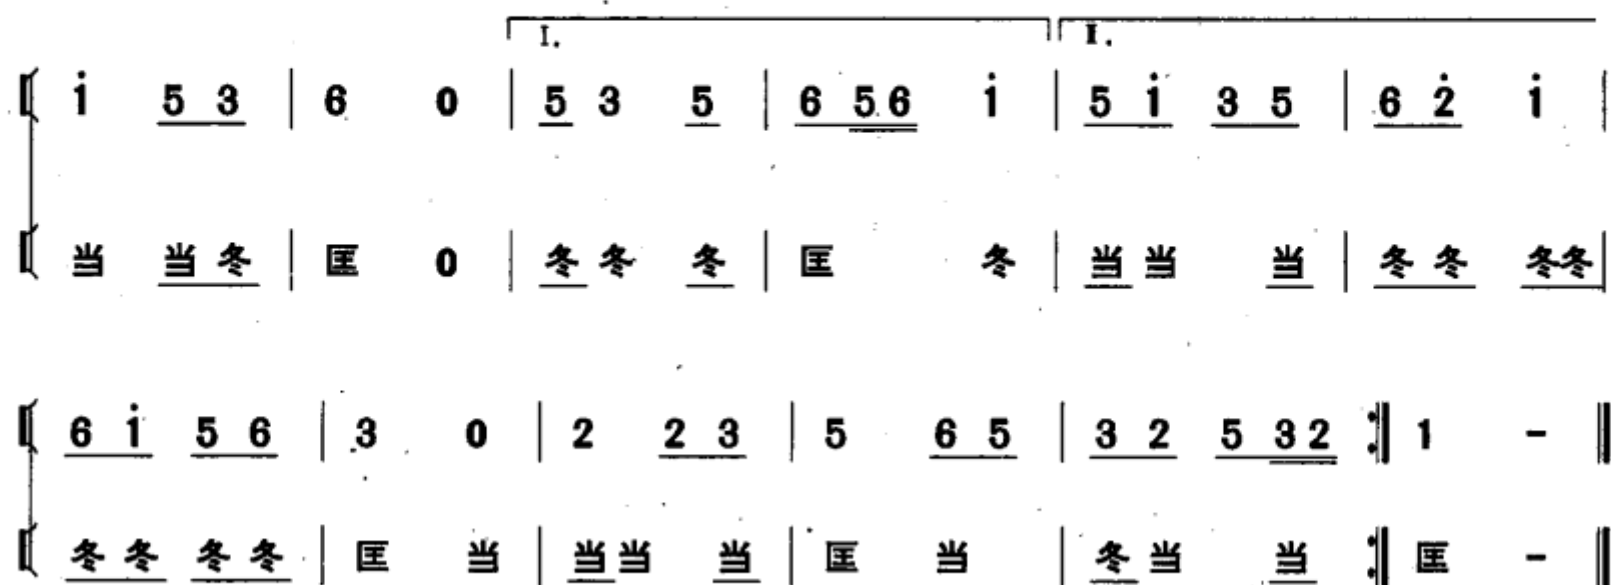 I. II.
i̇ 5 3 | 6 0 | 5 3 5 | 6 5 6 i̇ | 5 i̇ 3 5 | 6 2̇ i̇ |
当 当冬 | 匡 0 | 冬冬 冬 | 匡 冬 | 当当 当 | 冬冬 冬冬 |
6 i̇ 5 6 | 3 0 | 2 2 3 | 5 6 5 | 3 2 5 3 2 :‖ 1 - ‖
冬冬 冬冬 | 匡 当 | 当当 当 | 匡 当 | 冬当 当 :‖ 匡 - ‖